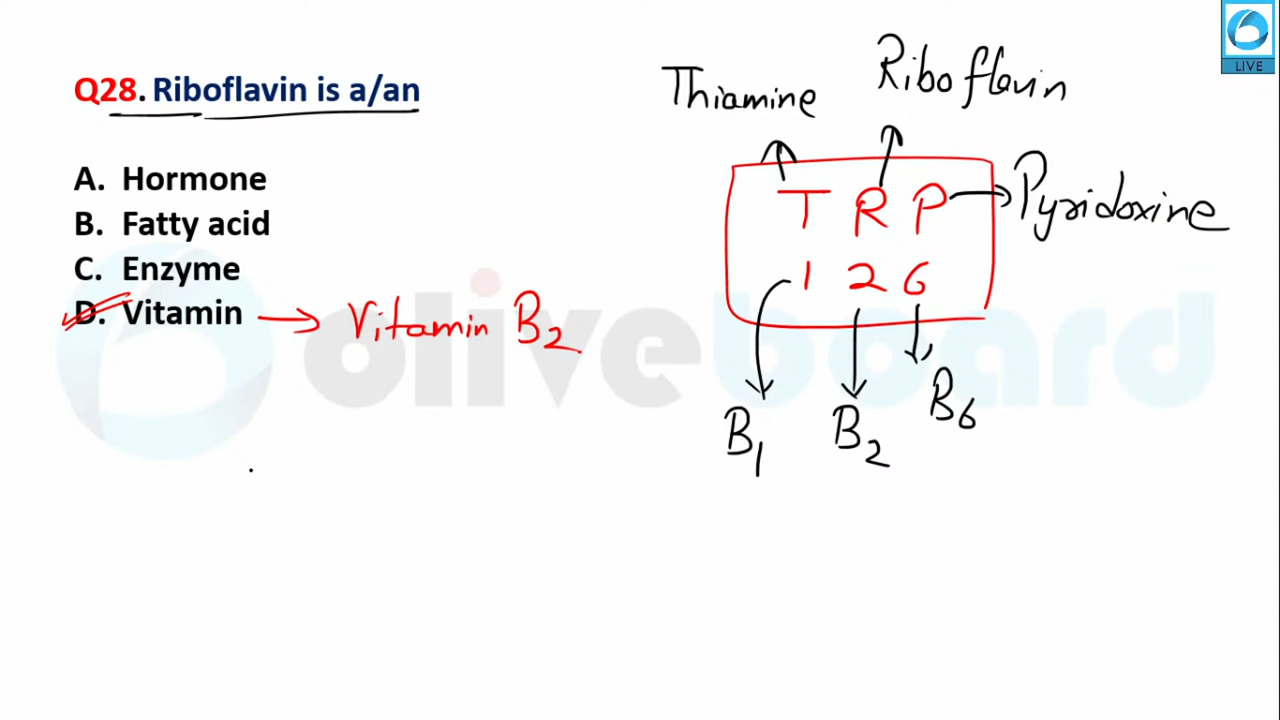 LIVE
Q28. Riboflavin is a/an
A. Hormone
B. Fatty acid
C. Enzyme
D. Vitamin → Vitamin B2
Thiamine
Riboflavin
T R P → Pyridoxine
1 2 6
B1 B2 B6
oliveboard